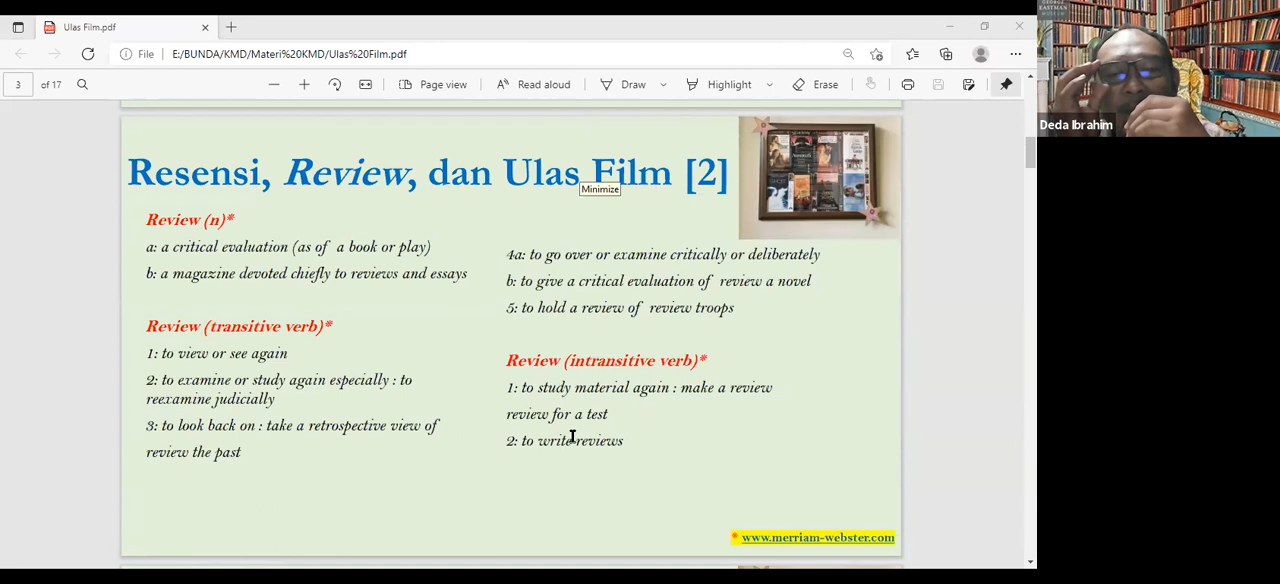 Ulas Film.pdf
File
E:/BUNDA/KMD/Materi%20KMD/Ulas%20Film.pdf
3 of 17
Page view
Read aloud
Draw
Highlight
Erase
Resensi, Review, dan Ulas Film [2]
Minimize
Review (n)*
a: a critical evaluation (as of a book or play)
b: a magazine devoted chiefly to reviews and essays
Review (transitive verb)*
1: to view or see again
2: to examine or study again especially : to
reexamine judicially
3: to look back on : take a retrospective view of
review the past
4a: to go over or examine critically or deliberately
b: to give a critical evaluation of review a novel
5: to hold a review of review troops
Review (intransitive verb)*
1: to study material again : make a review
review for a test
2: to write reviews
* www.merriam-webster.com
GEORGE
EASTMAN
MUSEUM
Deda Ibrahim